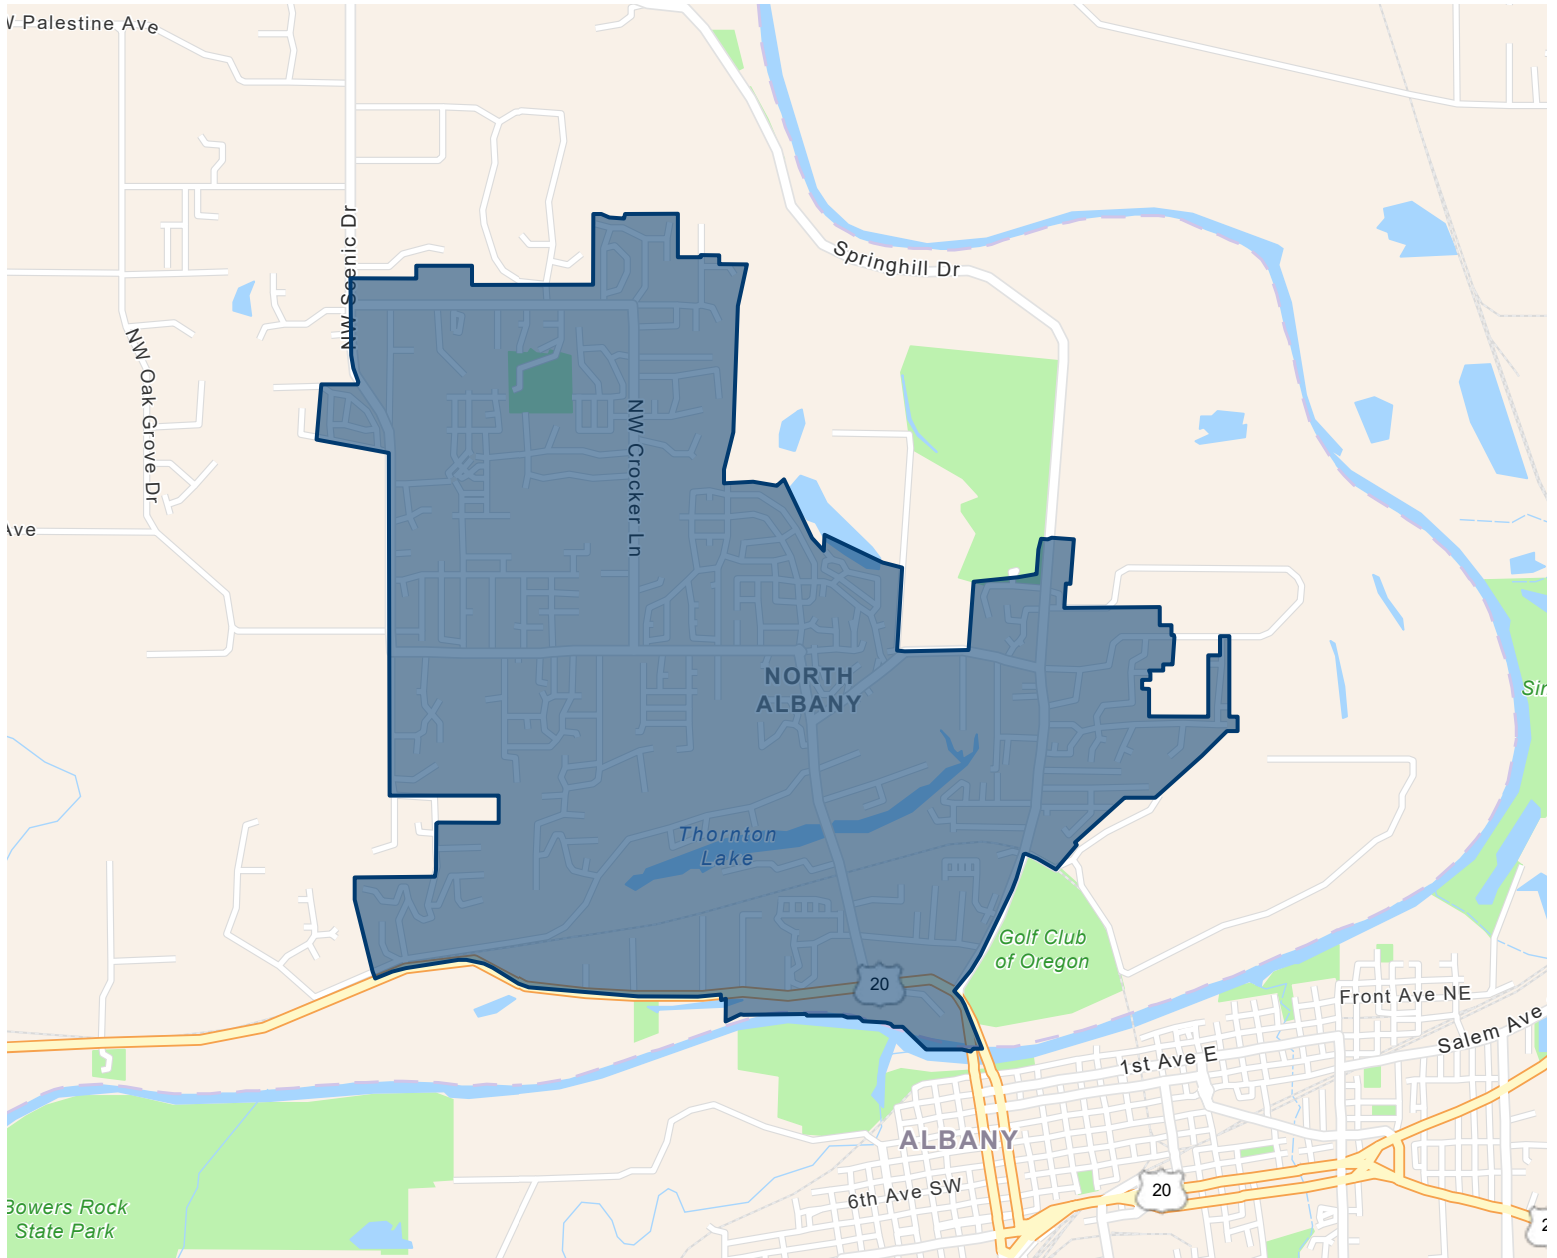 W Palestine Ave
NW Scenic Dr
Springhill Dr
NW Oak Grove Dr
NW Crocker Ln
Ave
NORTH
ALBANY
Thornton
Lake
Golf Club
of Oregon
20
Front Ave NE
Salem Ave
1st Ave E
ALBANY
6th Ave SW
20
Bowers Rock
State Park